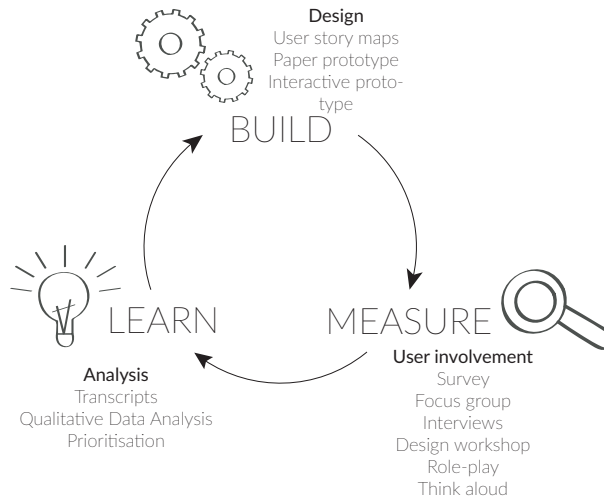 Design
User story maps
Paper prototype
Interactive proto-
type
BUILD
LEARN
Analysis
Transcripts
Qualitative Data Analysis
Prioritisation
MEASURE
User involvement
Survey
Focus group
Interviews
Design workshop
Role-play
Think aloud